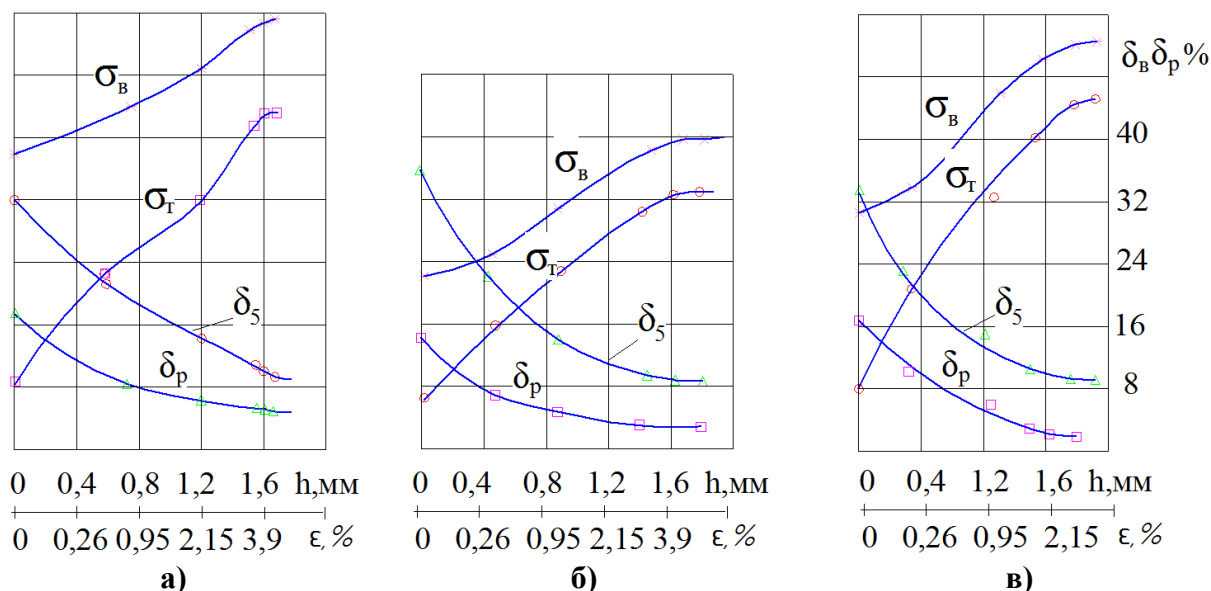 σв
σт
δ5
δр
0 0,4 0,8 1,2 1,6 h,мм
0 0,26 0,95 2,15 3,9 ε, %
а)
σв
σт
δ5
δр
0 0,4 0,8 1,2 1,6 h,мм
0 0,26 0,95 2,15 3,9 ε, %
б)
δв δр %
σв
40
σт
32
24
δ5
16
δр
8
0 0,4 1,2 1,6 h,мм
0 0,26 0,95 2,15 ε, %
в)